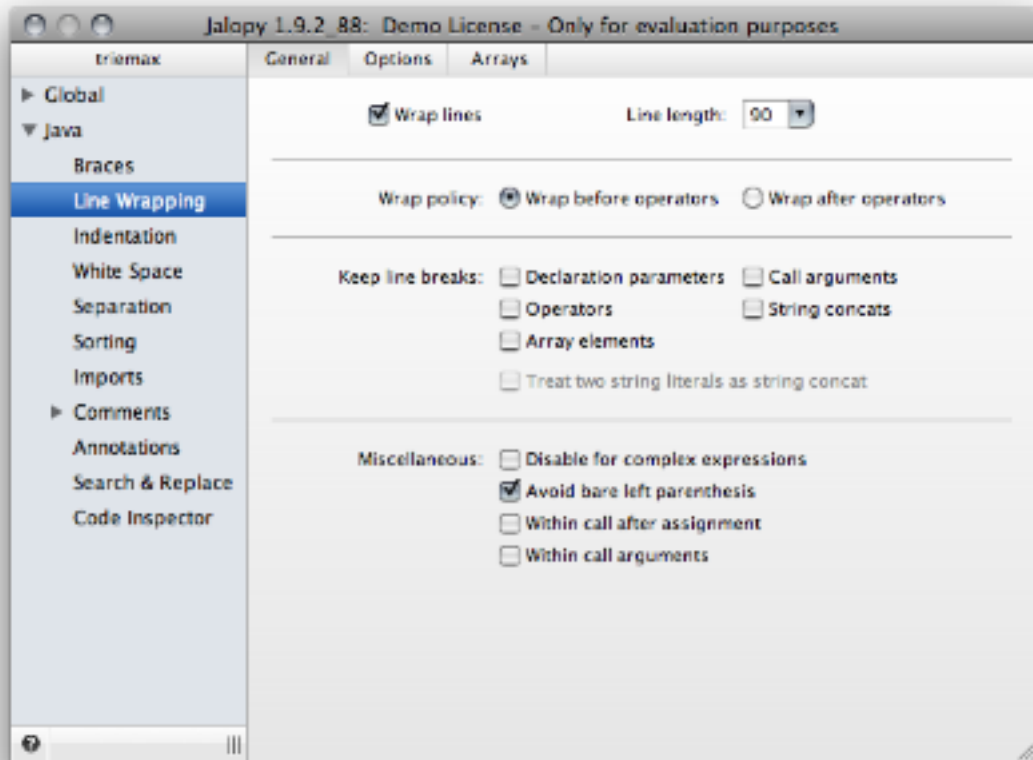 Jalopy 1.9.2_88: Demo License – Only for evaluation purposes
triemax
General Options Arrays
Global
Java
Braces
Line Wrapping
Indentation
White Space
Separation
Sorting
Imports
Comments
Annotations
Search & Replace
Code Inspector
Wrap lines Line length: 90
Wrap policy: Wrap before operators Wrap after operators
Keep line breaks: Declaration parameters Call arguments
Operators String concats
Array elements
Treat two string literals as string concat
Miscellaneous: Disable for complex expressions
Avoid bare left parenthesis
Within call after assignment
Within call arguments
?